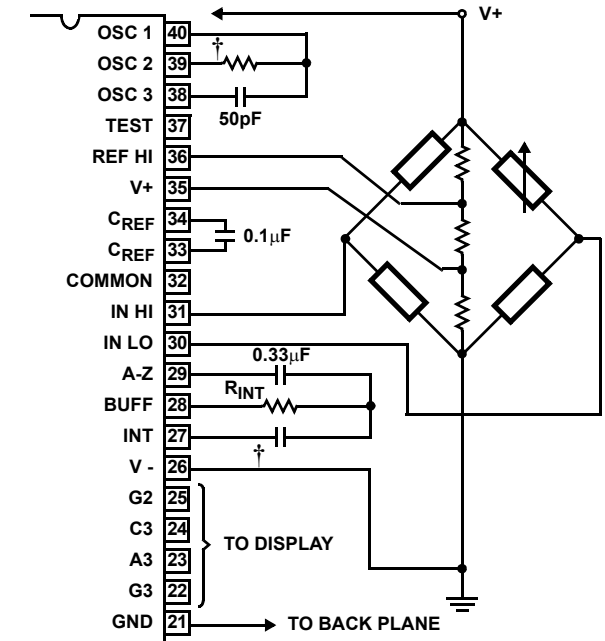 V+
OSC 1 40
†
OSC 2 39
OSC 3 38
50pF
TEST 37
REF HI 36
V+ 35
CREF 34
0.1µF
CREF 33
COMMON 32
IN HI 31
IN LO 30
0.33µF
A-Z 29
RINT
BUFF 28
INT 27
†
V - 26
G2 25
C3 24
TO DISPLAY
A3 23
G3 22
GND 21
TO BACK PLANE